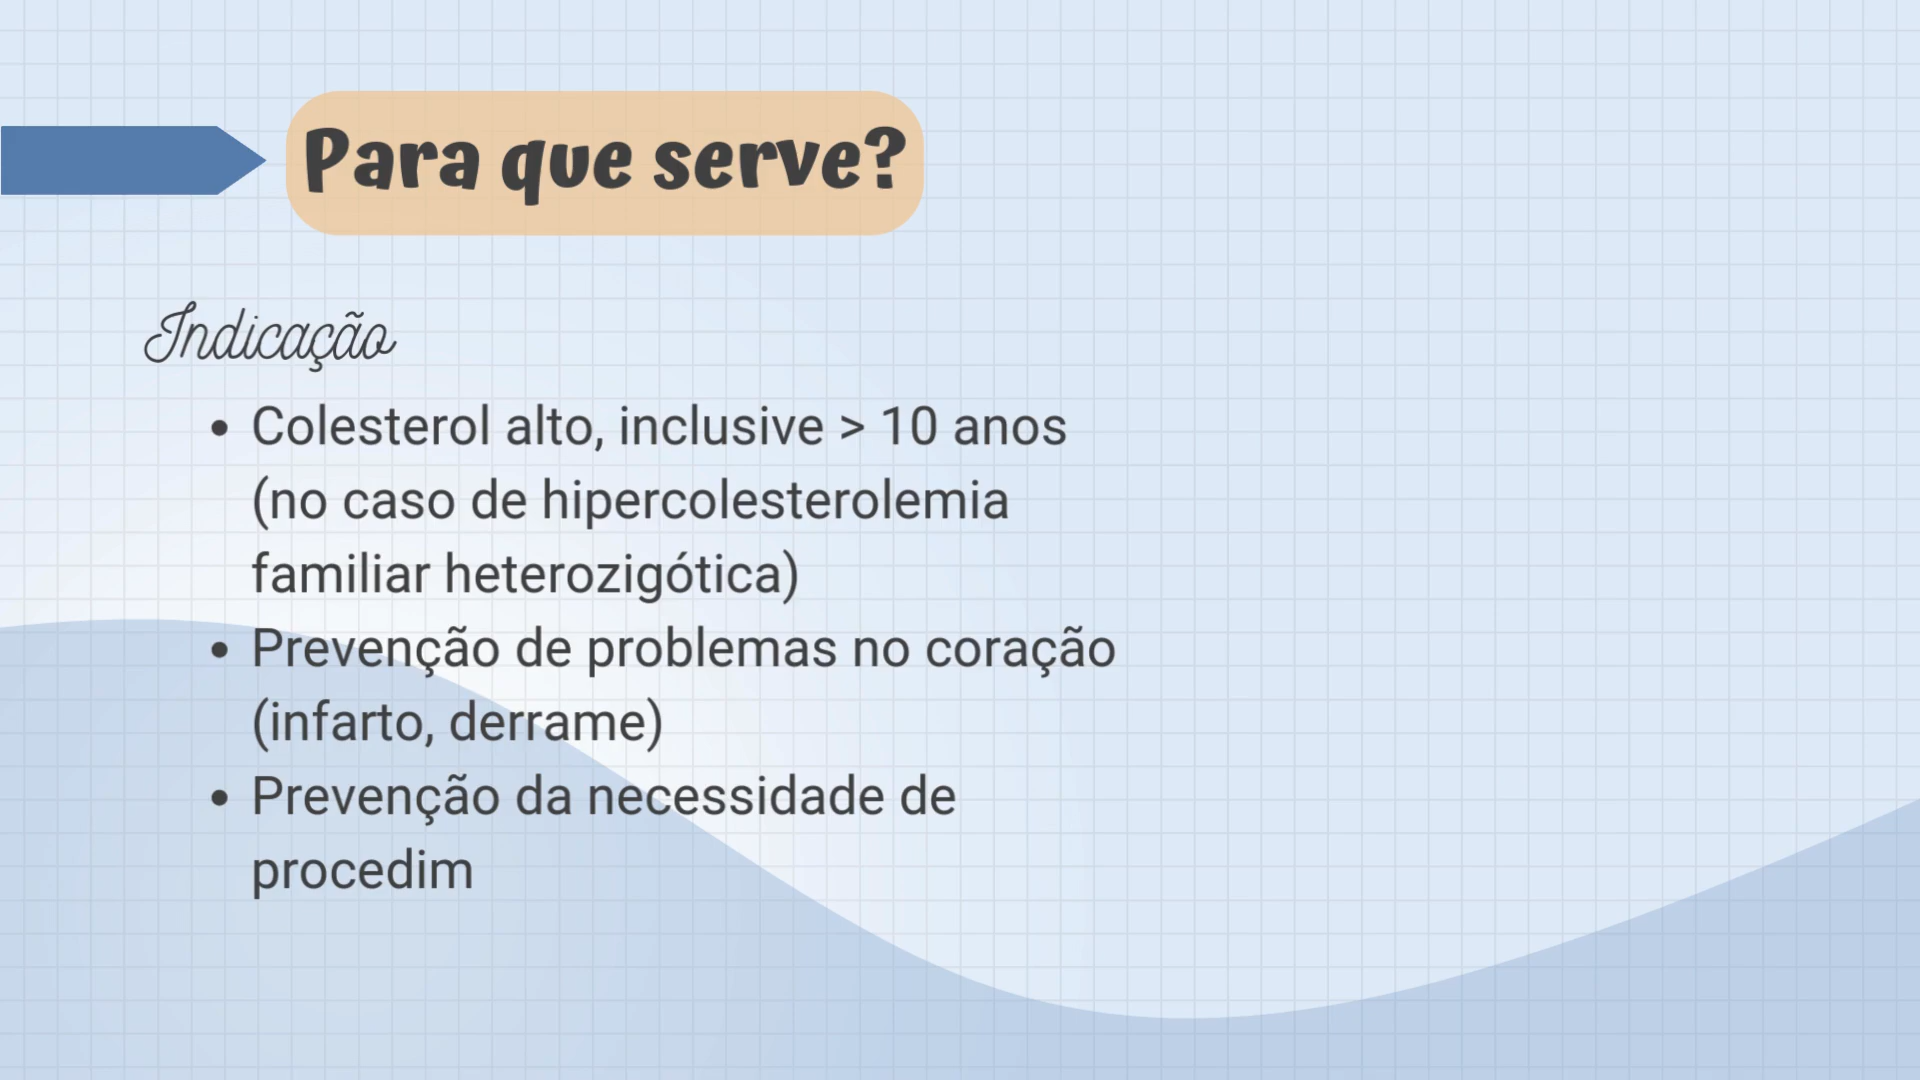 Para que serve?
Indicação
• Colesterol alto, inclusive > 10 anos
(no caso de hipercolesterolemia
familiar heterozigótica)
• Prevenção de problemas no coração
(infarto, derrame)
• Prevenção da necessidade de
procedim